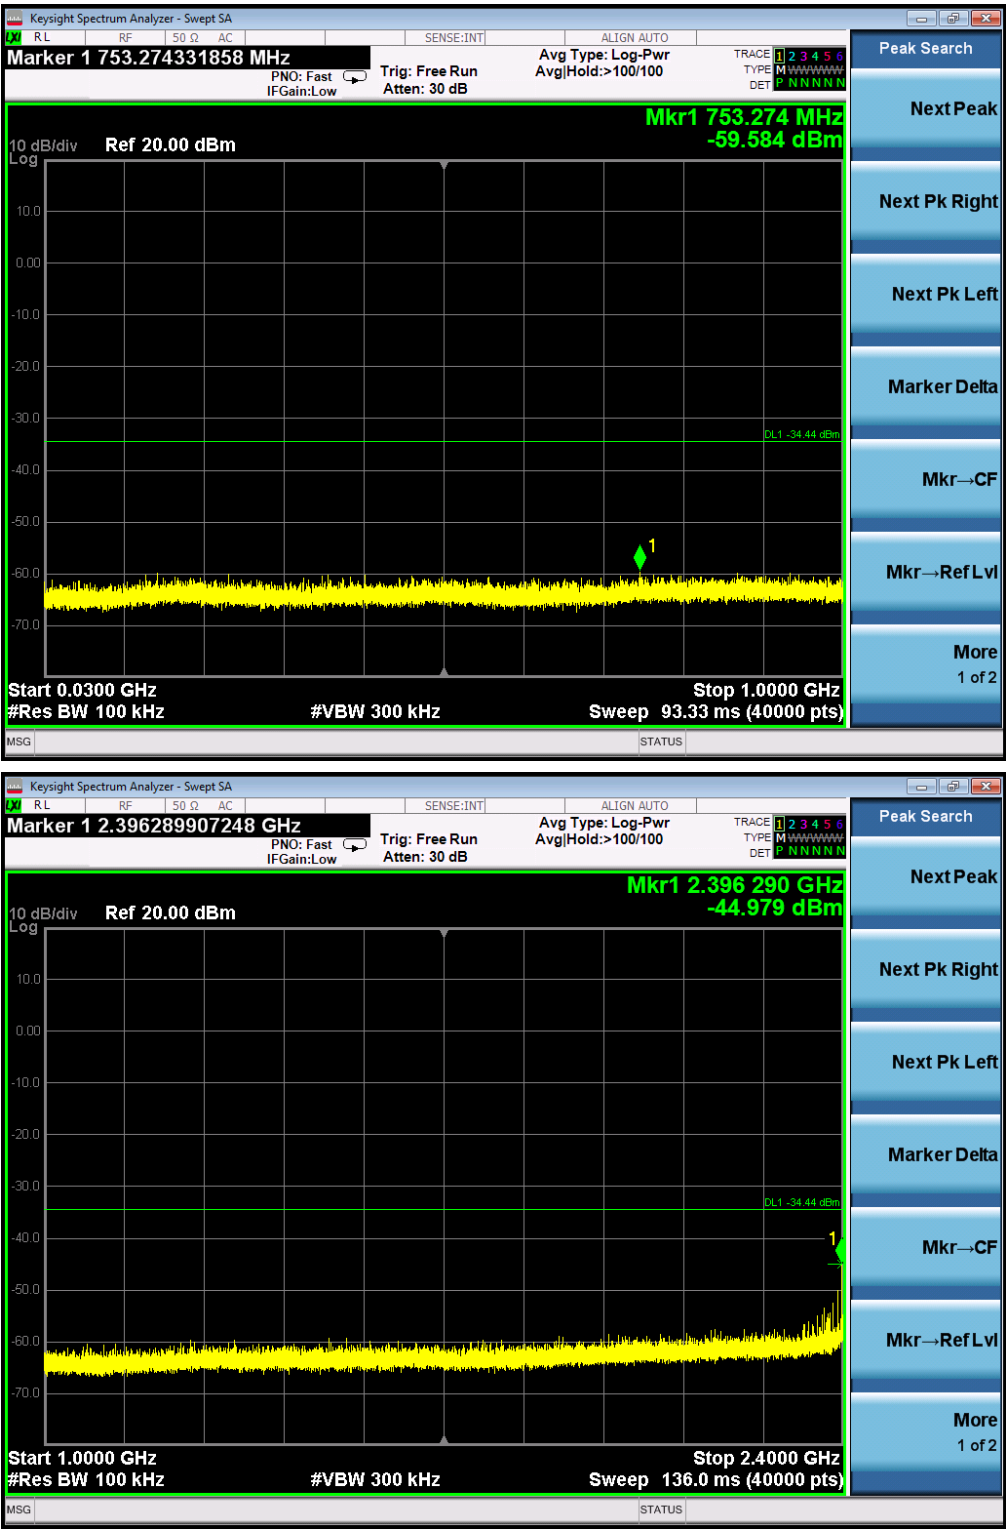 Keysight Spectrum Analyzer - Swept SA
LXI RL RF 50 Ω AC SENSE:INT ALIGN AUTO
Marker 1 753.274331858 MHz
PNO: Fast
IFGain:Low
Trig: Free Run
Atten: 30 dB
Avg Type: Log-Pwr
Avg|Hold:>100/100
TRACE 1 2 3 4 5 6
TYPE M WWWWW
DET P N N N N N
Mkr1 753.274 MHz
-59.584 dBm
10 dB/div Ref 20.00 dBm
Log
10.0
0.00
-10.0
-20.0
-30.0
DL1 -34.44 dBm
-40.0
-50.0
1
-60.0
-70.0
Start 0.0300 GHz Stop 1.0000 GHz
#Res BW 100 kHz #VBW 300 kHz Sweep 93.33 ms (40000 pts)
MSG STATUS
Peak Search
Next Peak
Next Pk Right
Next Pk Left
Marker Delta
Mkr→CF
Mkr→Ref Lvl
More
1 of 2
Keysight Spectrum Analyzer - Swept SA
LXI RL RF 50 Ω AC SENSE:INT ALIGN AUTO
Marker 1 2.396289907248 GHz
PNO: Fast
IFGain:Low
Trig: Free Run
Atten: 30 dB
Avg Type: Log-Pwr
Avg|Hold:>100/100
TRACE 1 2 3 4 5 6
TYPE M WWWWW
DET P N N N N N
Mkr1 2.396 290 GHz
-44.979 dBm
10 dB/div Ref 20.00 dBm
Log
10.0
0.00
-10.0
-20.0
-30.0
DL1 -34.44 dBm
-40.0
1
-50.0
-60.0
-70.0
Start 1.0000 GHz Stop 2.4000 GHz
#Res BW 100 kHz #VBW 300 kHz Sweep 136.0 ms (40000 pts)
MSG STATUS
Peak Search
Next Peak
Next Pk Right
Next Pk Left
Marker Delta
Mkr→CF
Mkr→Ref Lvl
More
1 of 2